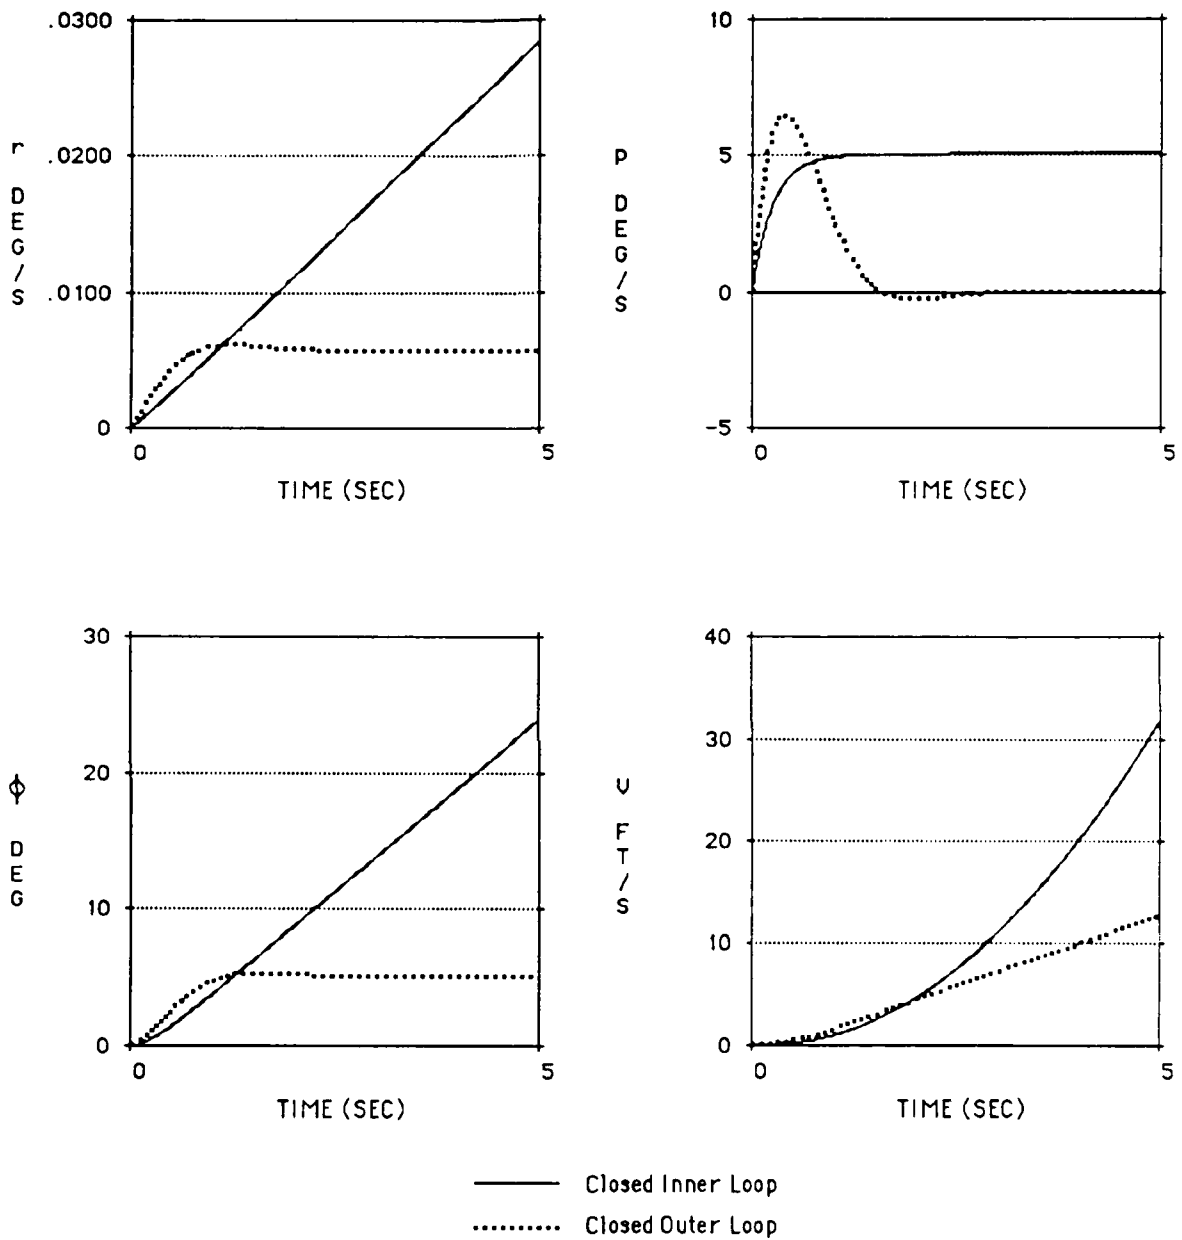 .0300
.0200
.0100
0
r DEG/S
0
5
TIME (SEC)
10
5
0
-5
P DEG/S
0
5
TIME (SEC)
30
20
10
0
ϕ DEG
0
5
TIME (SEC)
40
30
20
10
0
V FT/S
0
5
TIME (SEC)
Closed Inner Loop
Closed Outer Loop